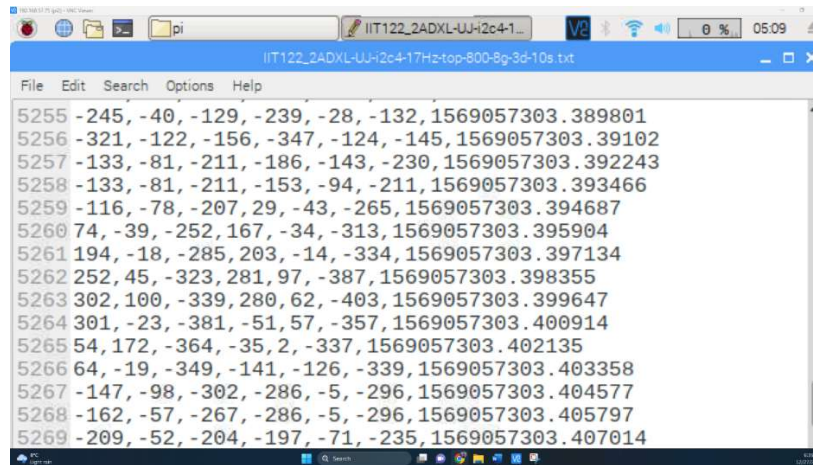 pi
IIT122_2ADXL-UJ-i2c4-1...
0 %
05:09
IIT122_2ADXL-UJ-i2c4-17Hz-top-800-8g-3d-10s.txt
File Edit Search Options Help
5255 -245,-40,-129,-239,-28,-132,1569057303.389801
5256 -321,-122,-156,-347,-124,-145,1569057303.39102
5257 -133,-81,-211,-186,-143,-230,1569057303.392243
5258 -133,-81,-211,-153,-94,-211,1569057303.393466
5259 -116,-78,-207,29,-43,-265,1569057303.394687
5260 74,-39,-252,167,-34,-313,1569057303.395904
5261 194,-18,-285,203,-14,-334,1569057303.397134
5262 252,45,-323,281,97,-387,1569057303.398355
5263 302,100,-339,280,62,-403,1569057303.399647
5264 301,-23,-381,-51,57,-357,1569057303.400914
5265 54,172,-364,-35,2,-337,1569057303.402135
5266 64,-19,-349,-141,-126,-339,1569057303.403358
5267 -147,-98,-302,-286,-5,-296,1569057303.404577
5268 -162,-57,-267,-286,-5,-296,1569057303.405797
5269 -209,-52,-204,-197,-71,-235,1569057303.407014
Light rain
Search